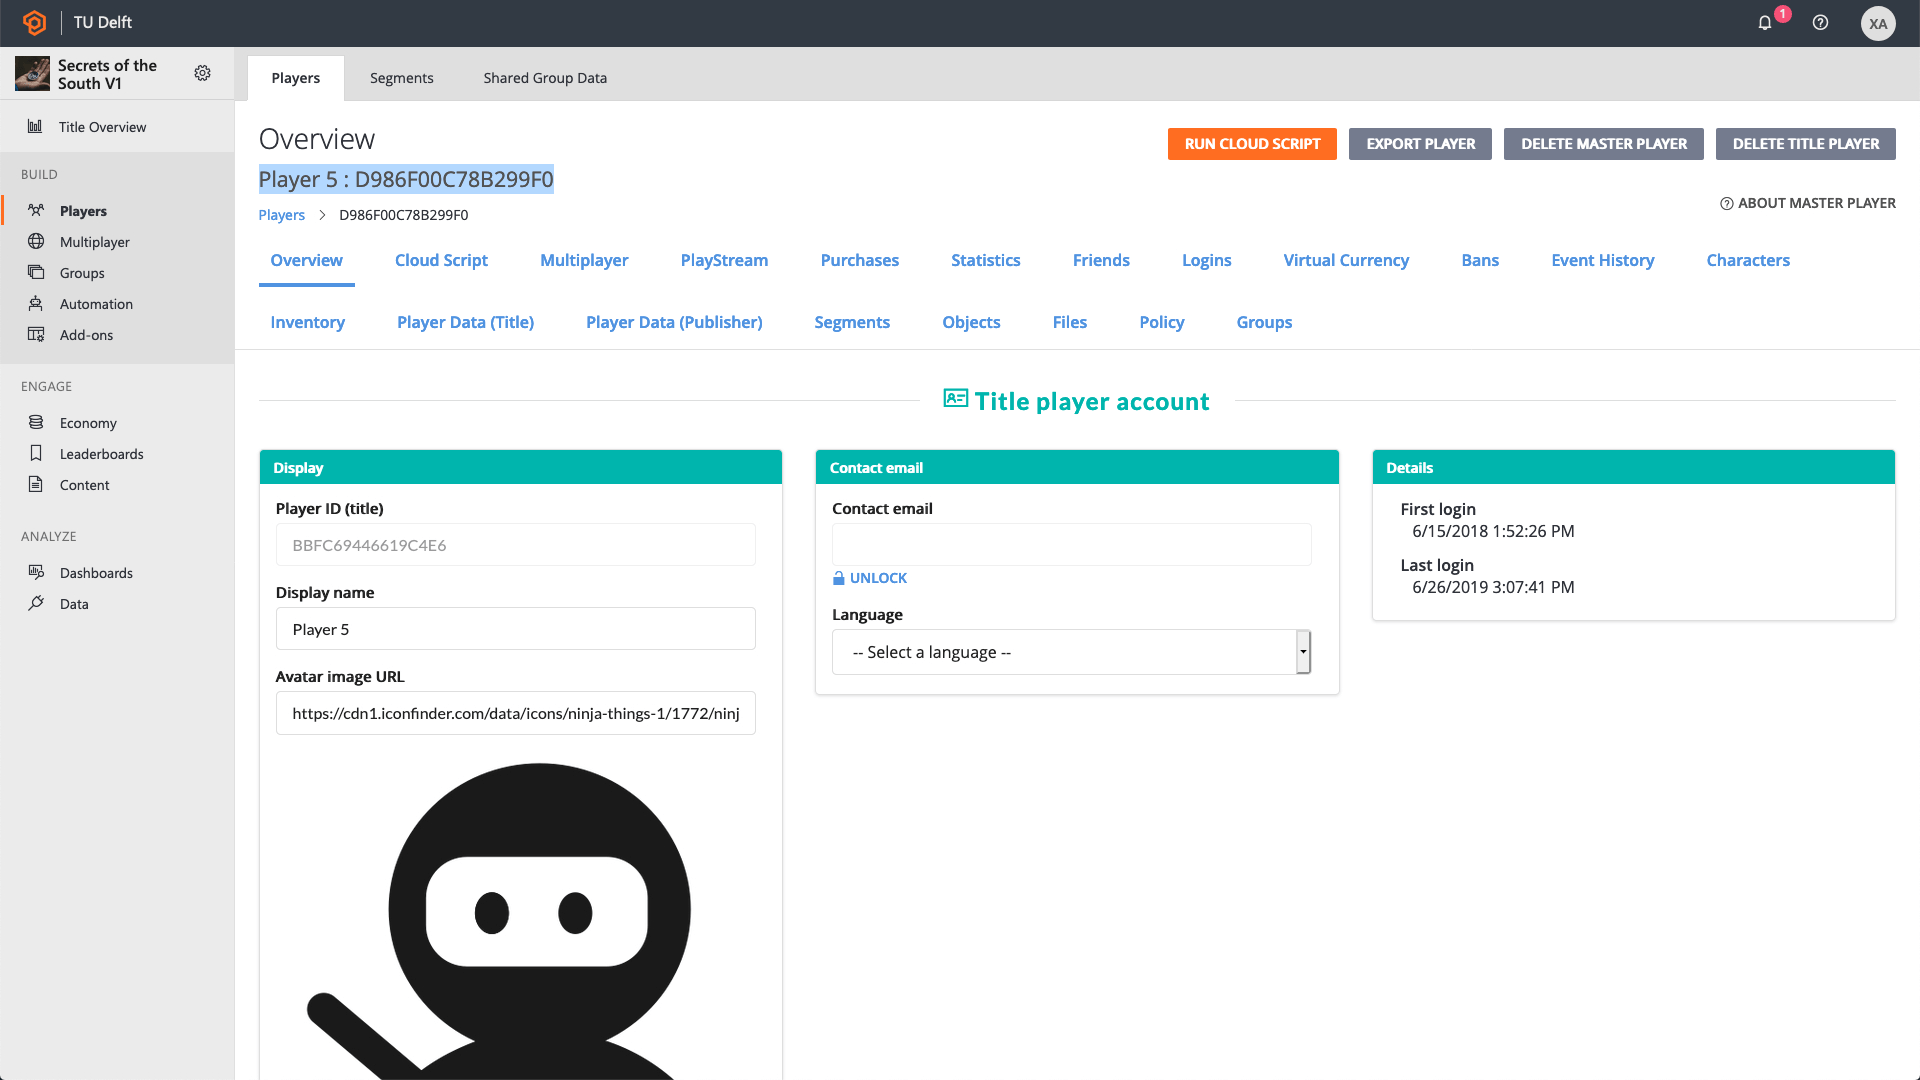 TU Delft
1
XA
Secrets of the
South V1
Players
Segments
Shared Group Data
Title Overview
BUILD
Players
Multiplayer
Groups
Automation
Add-ons
ENGAGE
Economy
Leaderboards
Content
ANALYZE
Dashboards
Data
Overview
RUN CLOUD SCRIPT
EXPORT PLAYER
DELETE MASTER PLAYER
DELETE TITLE PLAYER
Player 5 : D986F00C78B299F0
ABOUT MASTER PLAYER
Players > D986F00C78B299F0
Overview
Cloud Script
Multiplayer
PlayStream
Purchases
Statistics
Friends
Logins
Virtual Currency
Bans
Event History
Characters
Inventory
Player Data (Title)
Player Data (Publisher)
Segments
Objects
Files
Policy
Groups
Title player account
Display
Player ID (title)
BBFC69446619C4E6
Display name
Player 5
Avatar image URL
https://cdn1.iconfinder.com/data/icons/ninja-things-1/1772/ninj
Contact email
Contact email
UNLOCK
Language
-- Select a language --
Details
First login
6/15/2018 1:52:26 PM
Last login
6/26/2019 3:07:41 PM